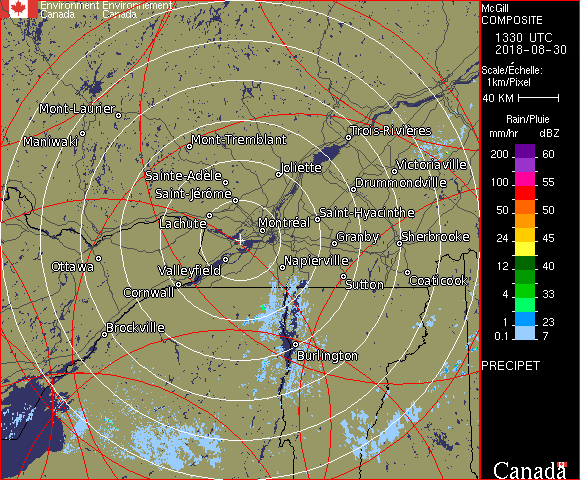 Environment Environnement
Canada Canada
McGill
COMPOSITE
1330 UTC
2018-08-30
Scale/Échelle:
1km/Pixel
40 KM
Rain/Pluie
mm/hr dBZ
200 60
100 55
50 50
24 45
12 40
4 33
1 23
0.1 7
PRECIPET
Canada
Mont-Laurier
Maniwaki
Mont-Tremblant
Trois-Rivières
Sainte-Adèle
Joliette
Victoriaville
Saint-Jérôme
Drummondville
Lachute
Montréal
Saint-Hyacinthe
Granby
Sherbrooke
Ottawa
Valleyfield
Napierville
Cornwall
Sutton
Coaticook
Brockville
Burlington